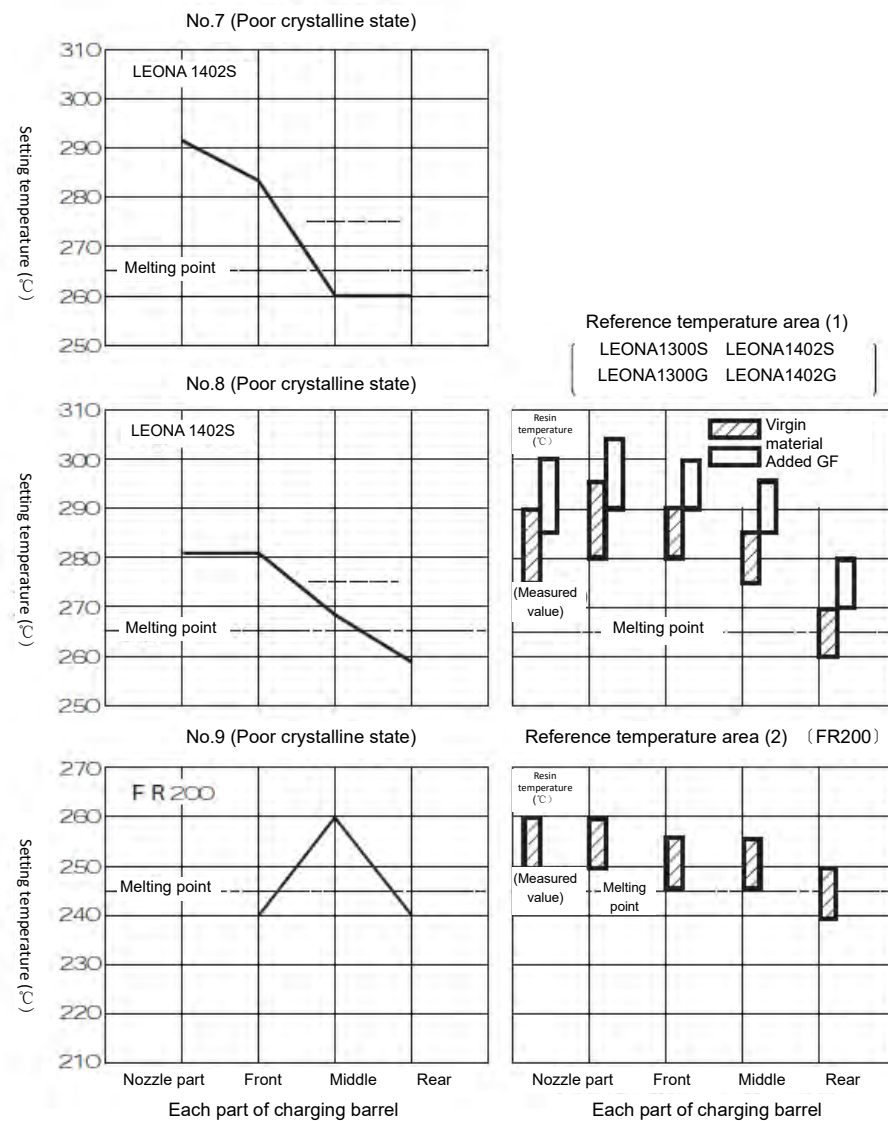 No.7 (Poor crystalline state)
310
LEONA 1402S
300
290
280
270
Melting point
260
250
Setting temperature (℃)
Reference temperature area (1)
LEONA1300S LEONA1402S
LEONA1300G LEONA1402G
No.8 (Poor crystalline state)
310
LEONA 1402S
300
290
280
270
Melting point
260
250
Setting temperature (℃)
Resin
temperature
(℃)
Virgin
material
Added GF
(Measured
value)
Melting point
No.9 (Poor crystalline state)
Reference temperature area (2) 〔FR200〕
270
FR200
260
250
Melting point
240
230
220
210
Setting temperature (℃)
Nozzle part Front Middle Rear
Each part of charging barrel
Resin
temperature
(℃)
(Measured
value)
Melting
point
Nozzle part Front Middle Rear
Each part of charging barrel